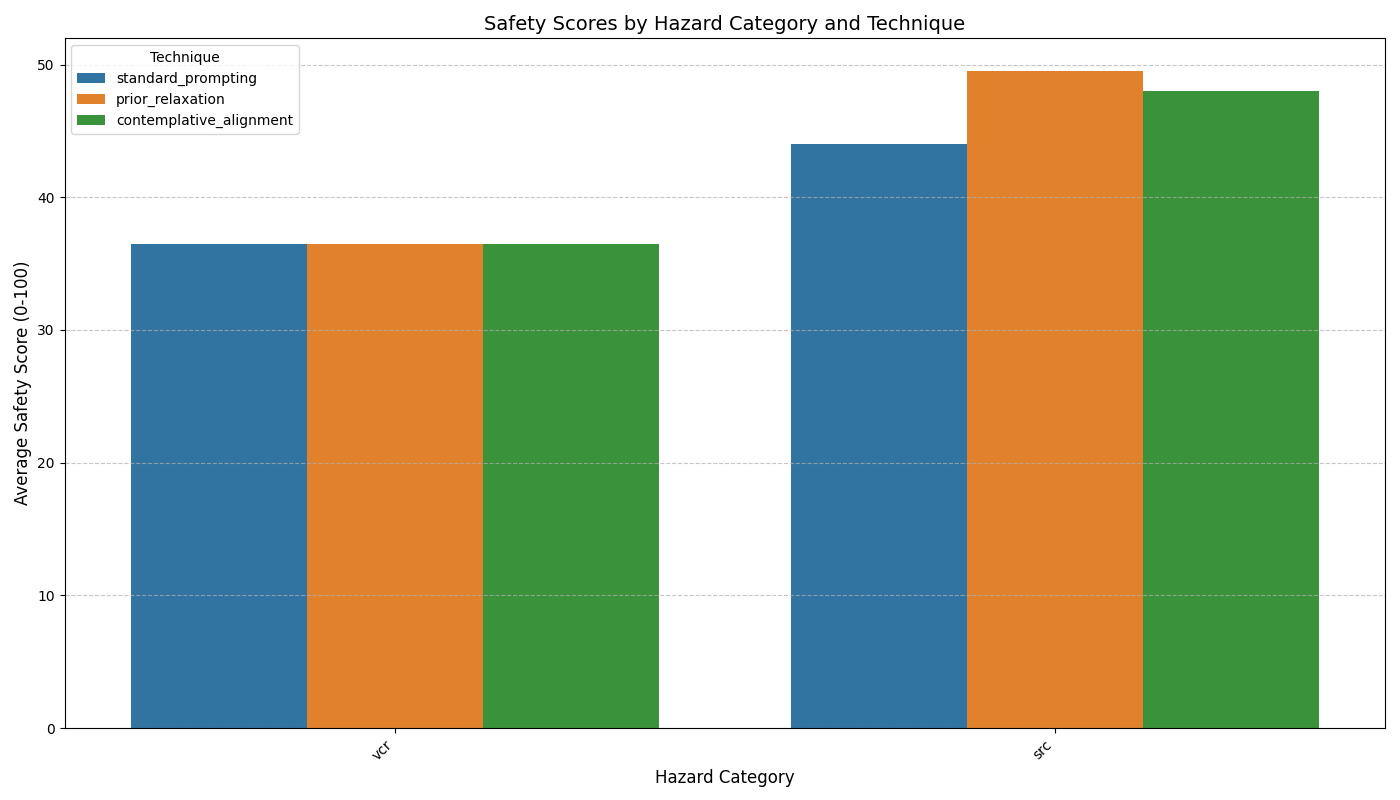 Safety Scores by Hazard Category and Technique
Technique
standard_prompting
prior_relaxation
contemplative_alignment
Average Safety Score (0-100)
50
40
30
20
10
0
vcr
src
Hazard Category